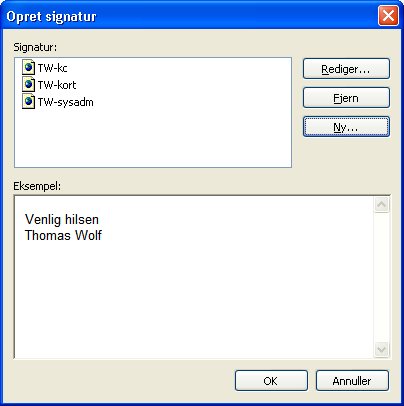 Opret signatur
Signatur:
TW-kc
TW-kort
TW-sysadm
Rediger...
Fjern
Ny...
Eksempel:
Venlig hilsen
Thomas Wolf
OK
Annuller